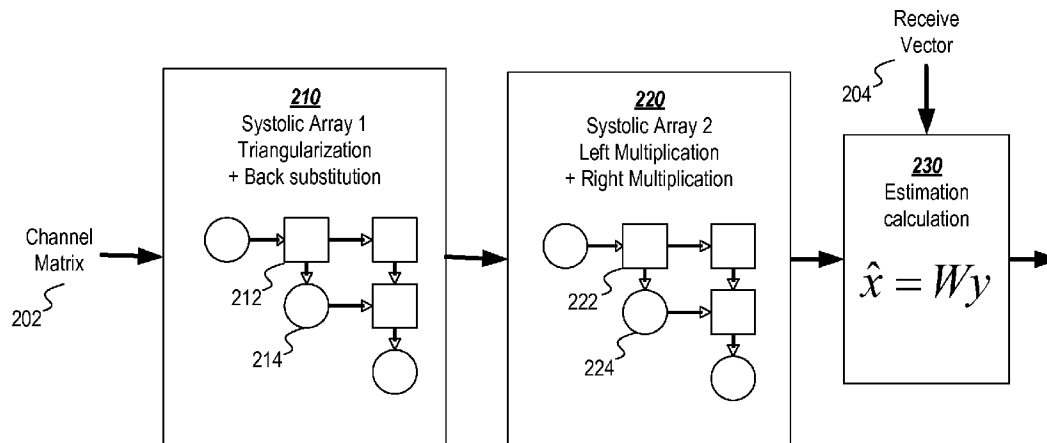 Channel
Matrix
202
210
Systolic Array 1
Triangularization
+ Back substitution
212
214
220
Systolic Array 2
Left Multiplication
+ Right Multiplication
222
224
Receive
Vector
204
230
Estimation
calculation
x̂ = Wy